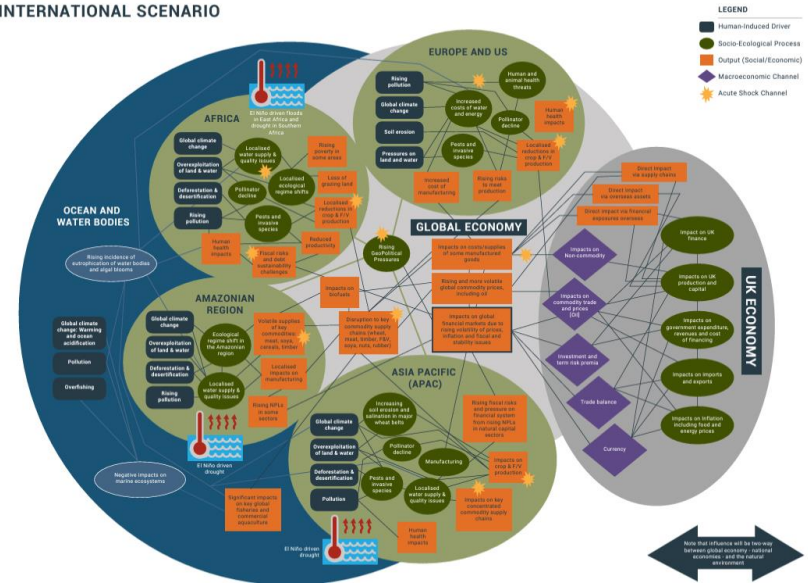 INTERNATIONAL SCENARIO
LEGEND
Human-Induced Driver
Socio-Ecological Process
Output (Social/Economic)
Macroeconomic Channel
Acute Shock Channel
EUROPE AND US
Rising
pollution
Global climate
change
Soil erosion
Pressures on
land and water
Increased
costs of water
and energy
Human and
animal health
threats
Pollinator
decline
Pests and
invasive
species
Human
health
impacts
Localised
reductions in
crop & F/V
production
Increased
cost of
manufacturing
Rising risks
to meat
production
El Niño driven floods
in East Africa and
drought in Southern
Africa
AFRICA
Global climate
change
Overexploitation
of land & water
Deforestation &
desertification
Rising
pollution
Localised
water supply &
quality issues
Localised
ecological
regime shifts
Pollinator
decline
Pests and
invasive
species
Rising
poverty in
some areas
Loss of
grazing land
Localised
reductions in
crop & F/V
production
Reduced
productivity
Human
health
impacts
Fiscal risks
and debt
sustainability
challenges
OCEAN AND
WATER BODIES
Rising incidence of
eutrophication of water bodies
and algal blooms
Global climate
change: Warming
and ocean
acidification
Pollution
Overfishing
Negative impacts on
marine ecosystems
Significant impacts
on key global
fisheries and
commercial
aquaculture
AMAZONIAN
REGION
Global climate
change
Overexploitation
of land & water
Deforestation &
desertification
Rising
pollution
Ecological
regime shift in
the Amazonian
region
Localised
water supply &
quality issues
Volatile supplies
of key
commodities:
meat, soya,
cereals, timber
Localised
impacts on
manufacturing
Rising NPLs
in some
sectors
El Niño driven
drought
GLOBAL ECONOMY
Rising
GeoPolitical
Pressures
Impacts on costs/supplies
of some manufactured
goods
Rising and more volatile
global commodity prices,
including oil
Impacts on global
financial markets due to
rising volatility of prices,
inflation and fiscal and
stability issues
Impacts on
biofuels
Disruption to key
commodity supply
chains (wheat,
meat, timber, F&V,
soya, nuts, rubber)
ASIA PACIFICA
(APAC)
Global climate
change
Overexploitation
of land & water
Deforestation &
desertification
Pollution
Increasing
soil erosion and
salination in major
wheat belts
Pollinator
decline
Manufacturing
Pests and
invasive
species
Localised
water supply &
quality issues
Rising fiscal risks
and pressure on
financial system
from rising NPLs
in natural capital
sectors
Impacts on
crop & F/V
production
Impacts on key
concentrated
commodity supply
chains
Human
health
impacts
El Niño driven
drought
UK ECONOMY
Direct impact
via supply chains
Direct impact
via overseas assets
Direct impact via financial
exposures overseas
Impacts on
Non-commodity
Impacts on
commodity trade
and prices
(Oil)
Investment and
term risk premia
Trade balance
Currency
Impact on UK
finance
Impacts on UK
production and
capital
Impacts on
government expenditure,
revenues and cost
of financing
Impacts on imports
and exports
Impacts on inflation
including food and
energy prices
Note that influence will be two-way
between global economy - national
economies - and the natural
environment